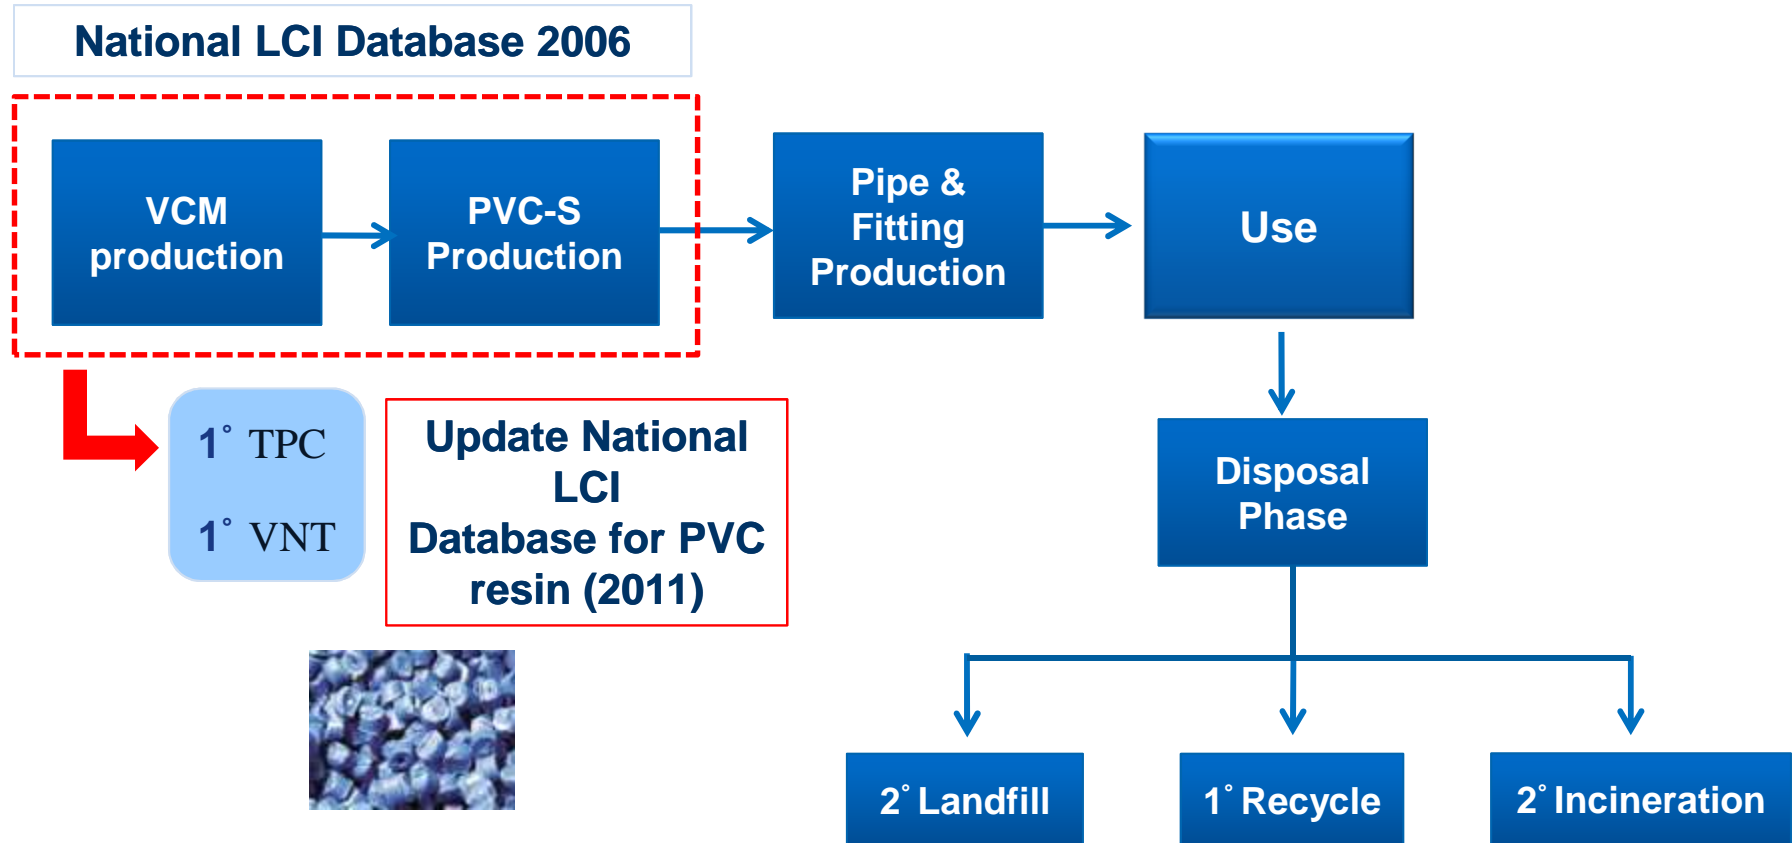 National LCI Database 2006
VCM
production
PVC-S
Production
Pipe &
Fitting
Production
Use
1° TPC
1° VNT
Update National
LCI
Database for PVC
resin (2011)
Disposal
Phase
2° Landfill
1° Recycle
2° Incineration